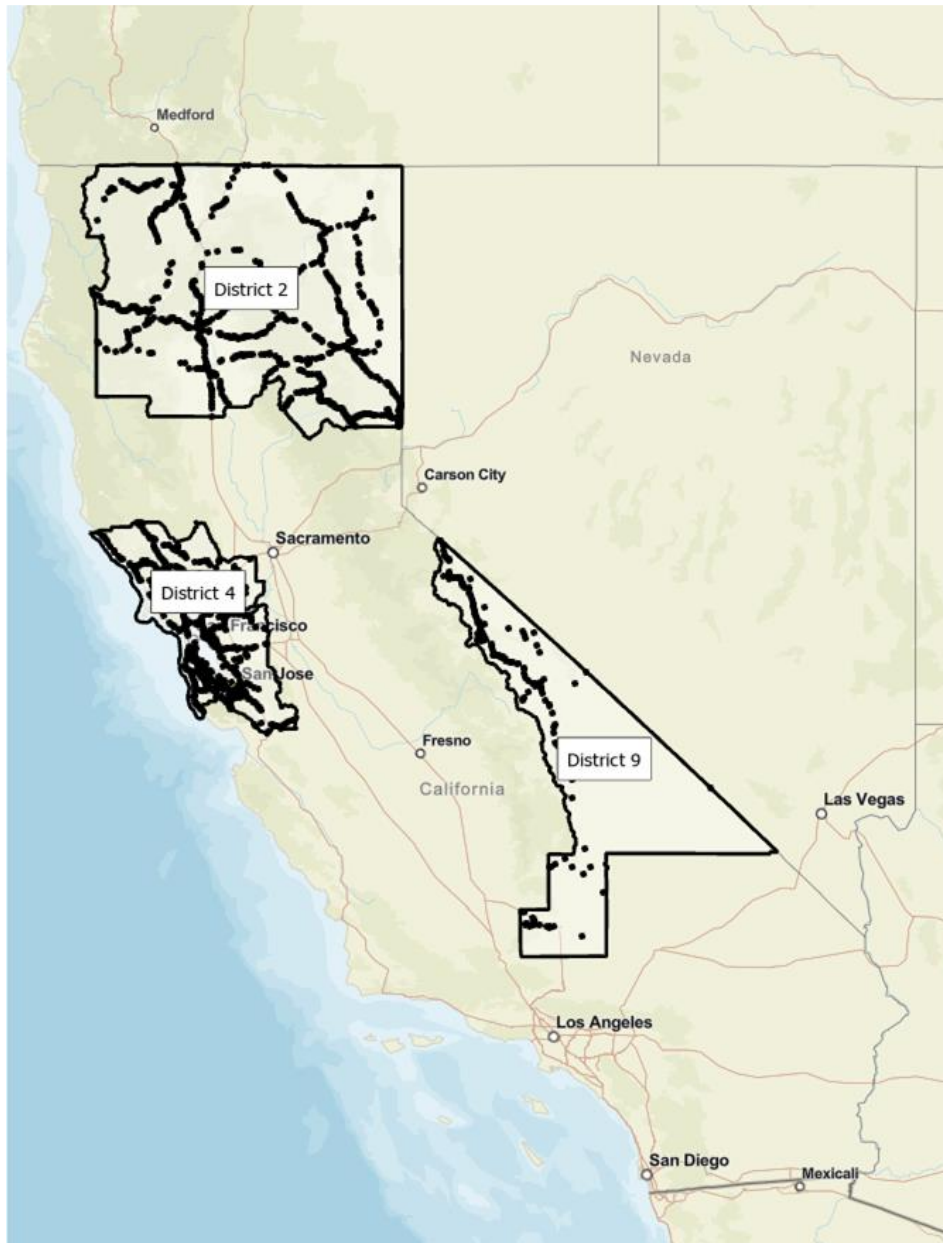 Medford
District 2
Nevada
Carson City
Sacramento
District 4
Francisco
San Jose
Fresno
District 9
California
Las Vegas
Los Angeles
San Diego
Mexicali